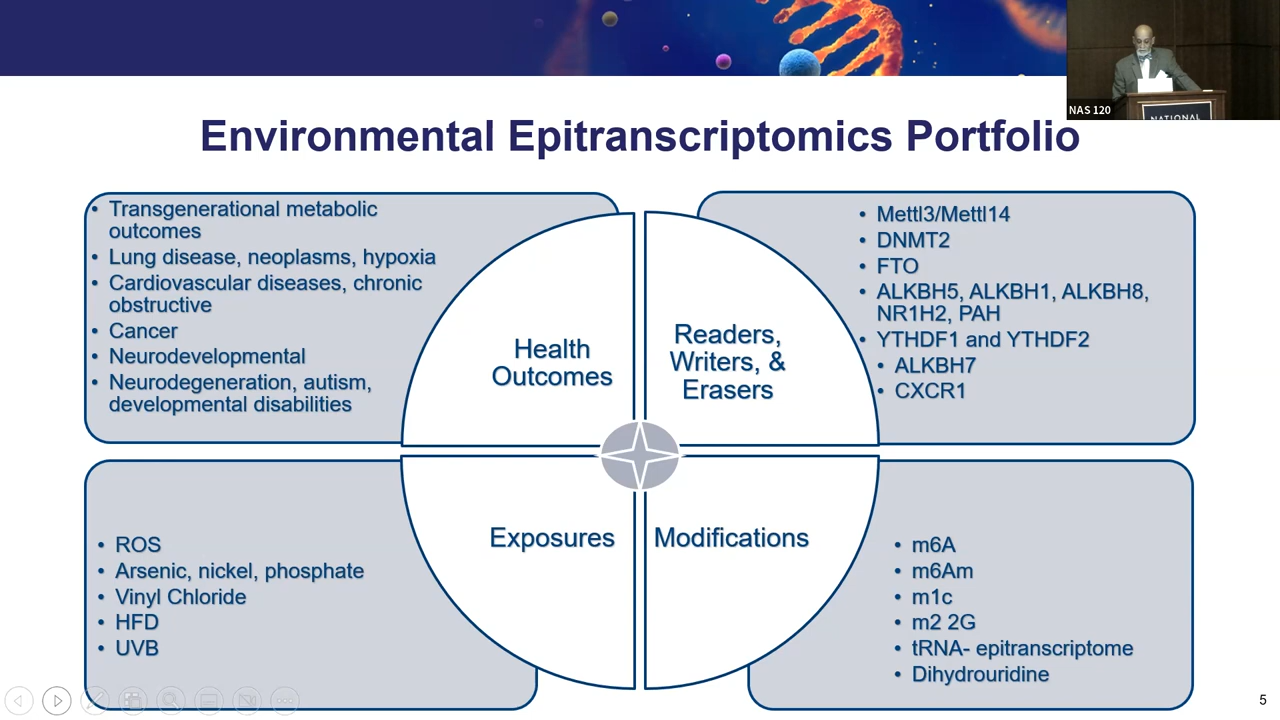 NAS 120
NATIONAL
Environmental Epitranscriptomics Portfolio
• Transgenerational metabolic
outcomes
• Lung disease, neoplasms, hypoxia
• Cardiovascular diseases, chronic
obstructive
• Cancer
• Neurodevelopmental
• Neurodegeneration, autism,
developmental disabilities
Health
Outcomes
Readers,
Writers, &
Erasers
• Mettl3/Mettl14
• DNMT2
• FTO
• ALKBH5, ALKBH1, ALKBH8,
NR1H2, PAH
• YTHDF1 and YTHDF2
• ALKBH7
• CXCR1
• ROS
• Arsenic, nickel, phosphate
• Vinyl Chloride
• HFD
• UVB
Exposures
Modifications
• m6A
• m6Am
• m1c
• m2 2G
• tRNA- epitranscriptome
• Dihydrouridine
5